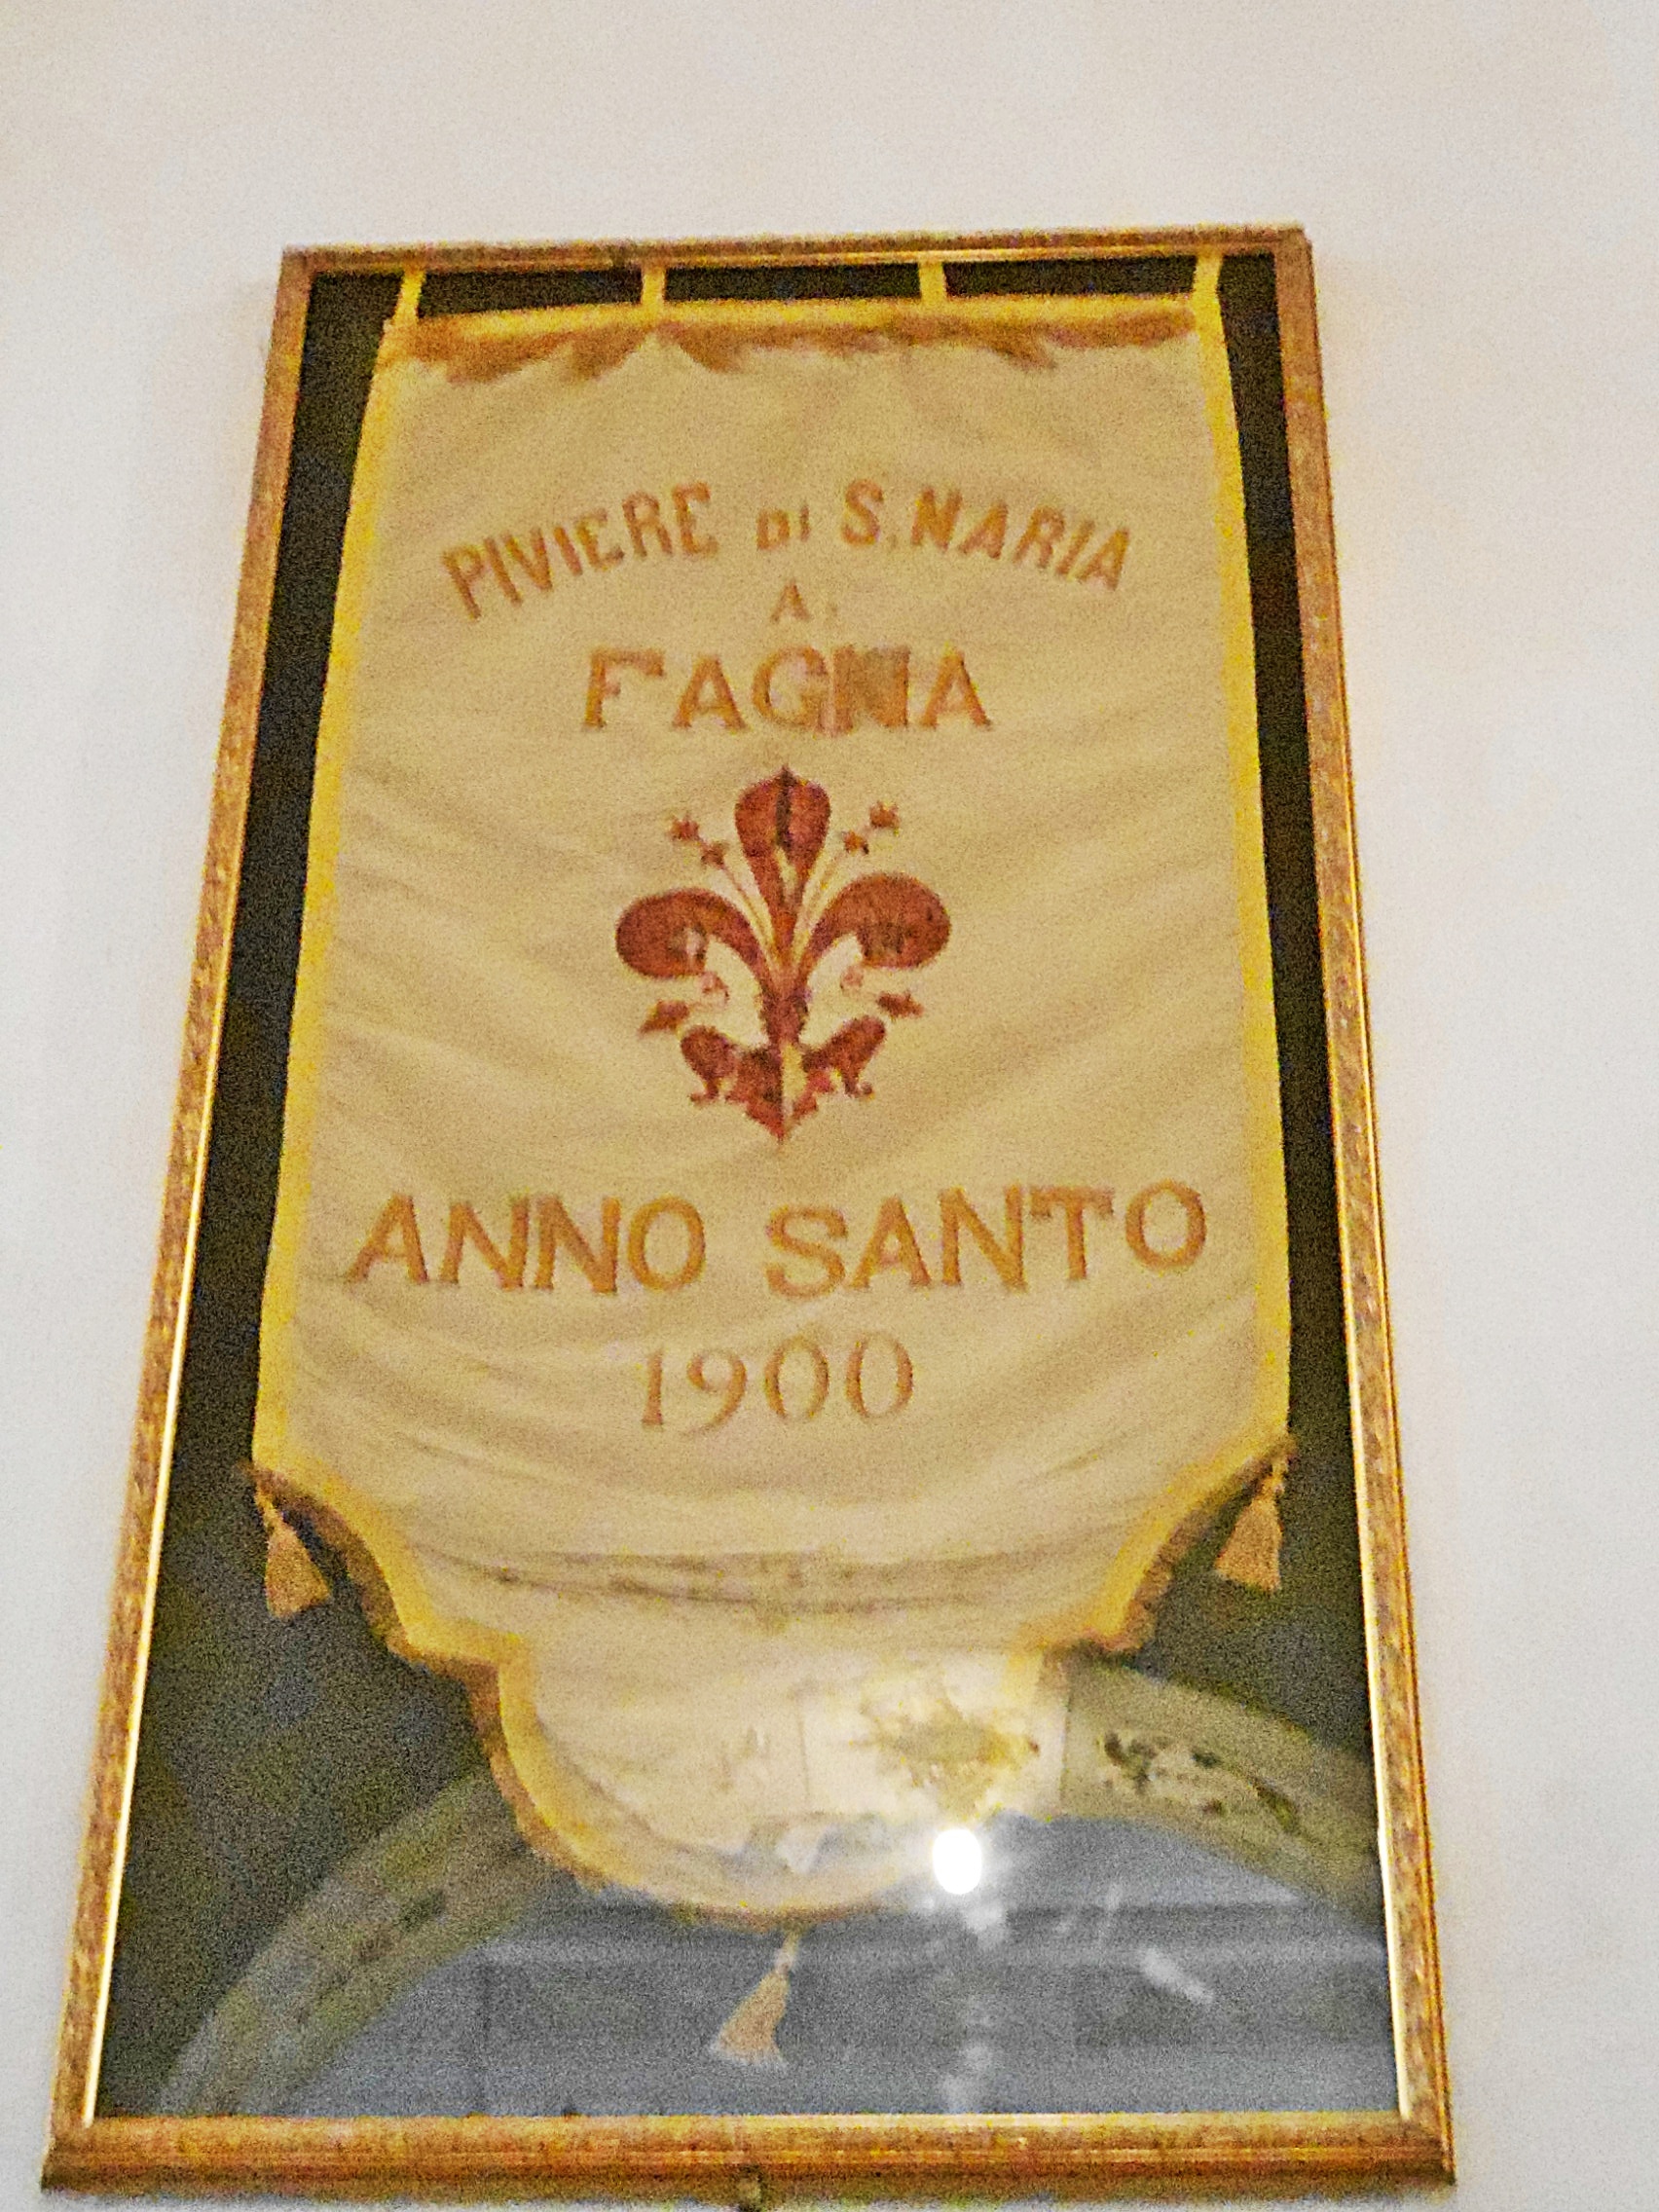 PIVIERE DI S. MARIA
A
FAGNA
ANNO SANTO
1900